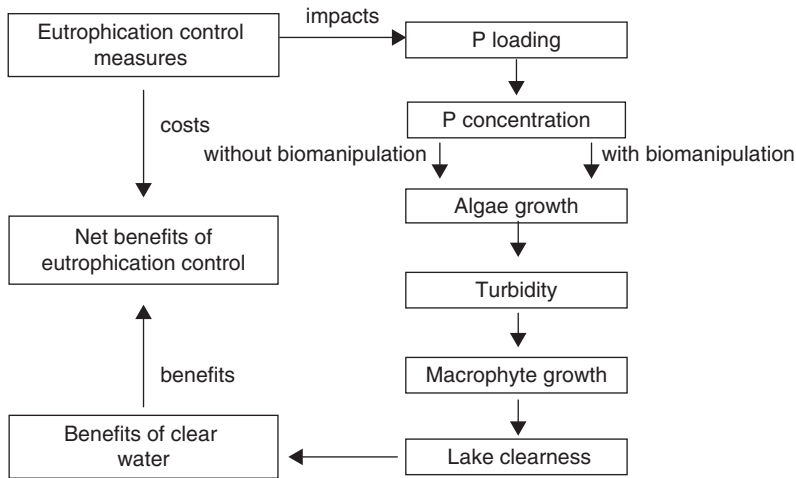 Eutrophication control
measures
impacts
P loading
costs
P concentration
without biomanipulation
with biomanipulation
Algae growth
Net benefits of
eutrophication control
Turbidity
benefits
Macrophyte growth
Benefits of clear
water
Lake clearness